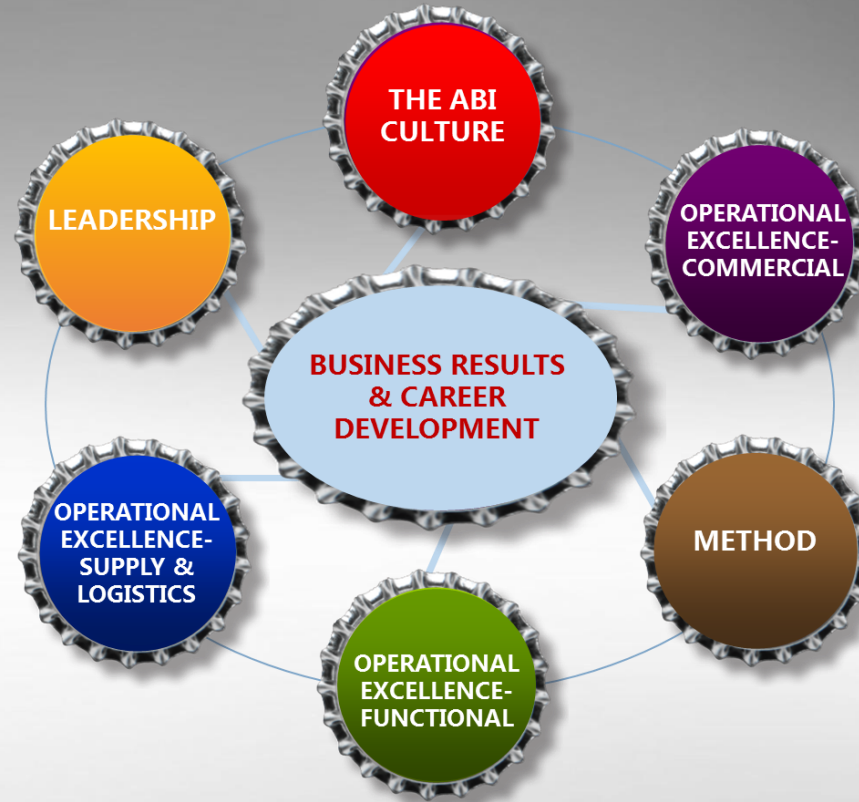 THE ABI
CULTURE
LEADERSHIP
OPERATIONAL
EXCELLENCE-
COMMERCIAL
BUSINESS RESULTS
& CAREER
DEVELOPMENT
OPERATIONAL
EXCELLENCE-
SUPPLY &
LOGISTICS
METHOD
OPERATIONAL
EXCELLENCE-
FUNCTIONAL